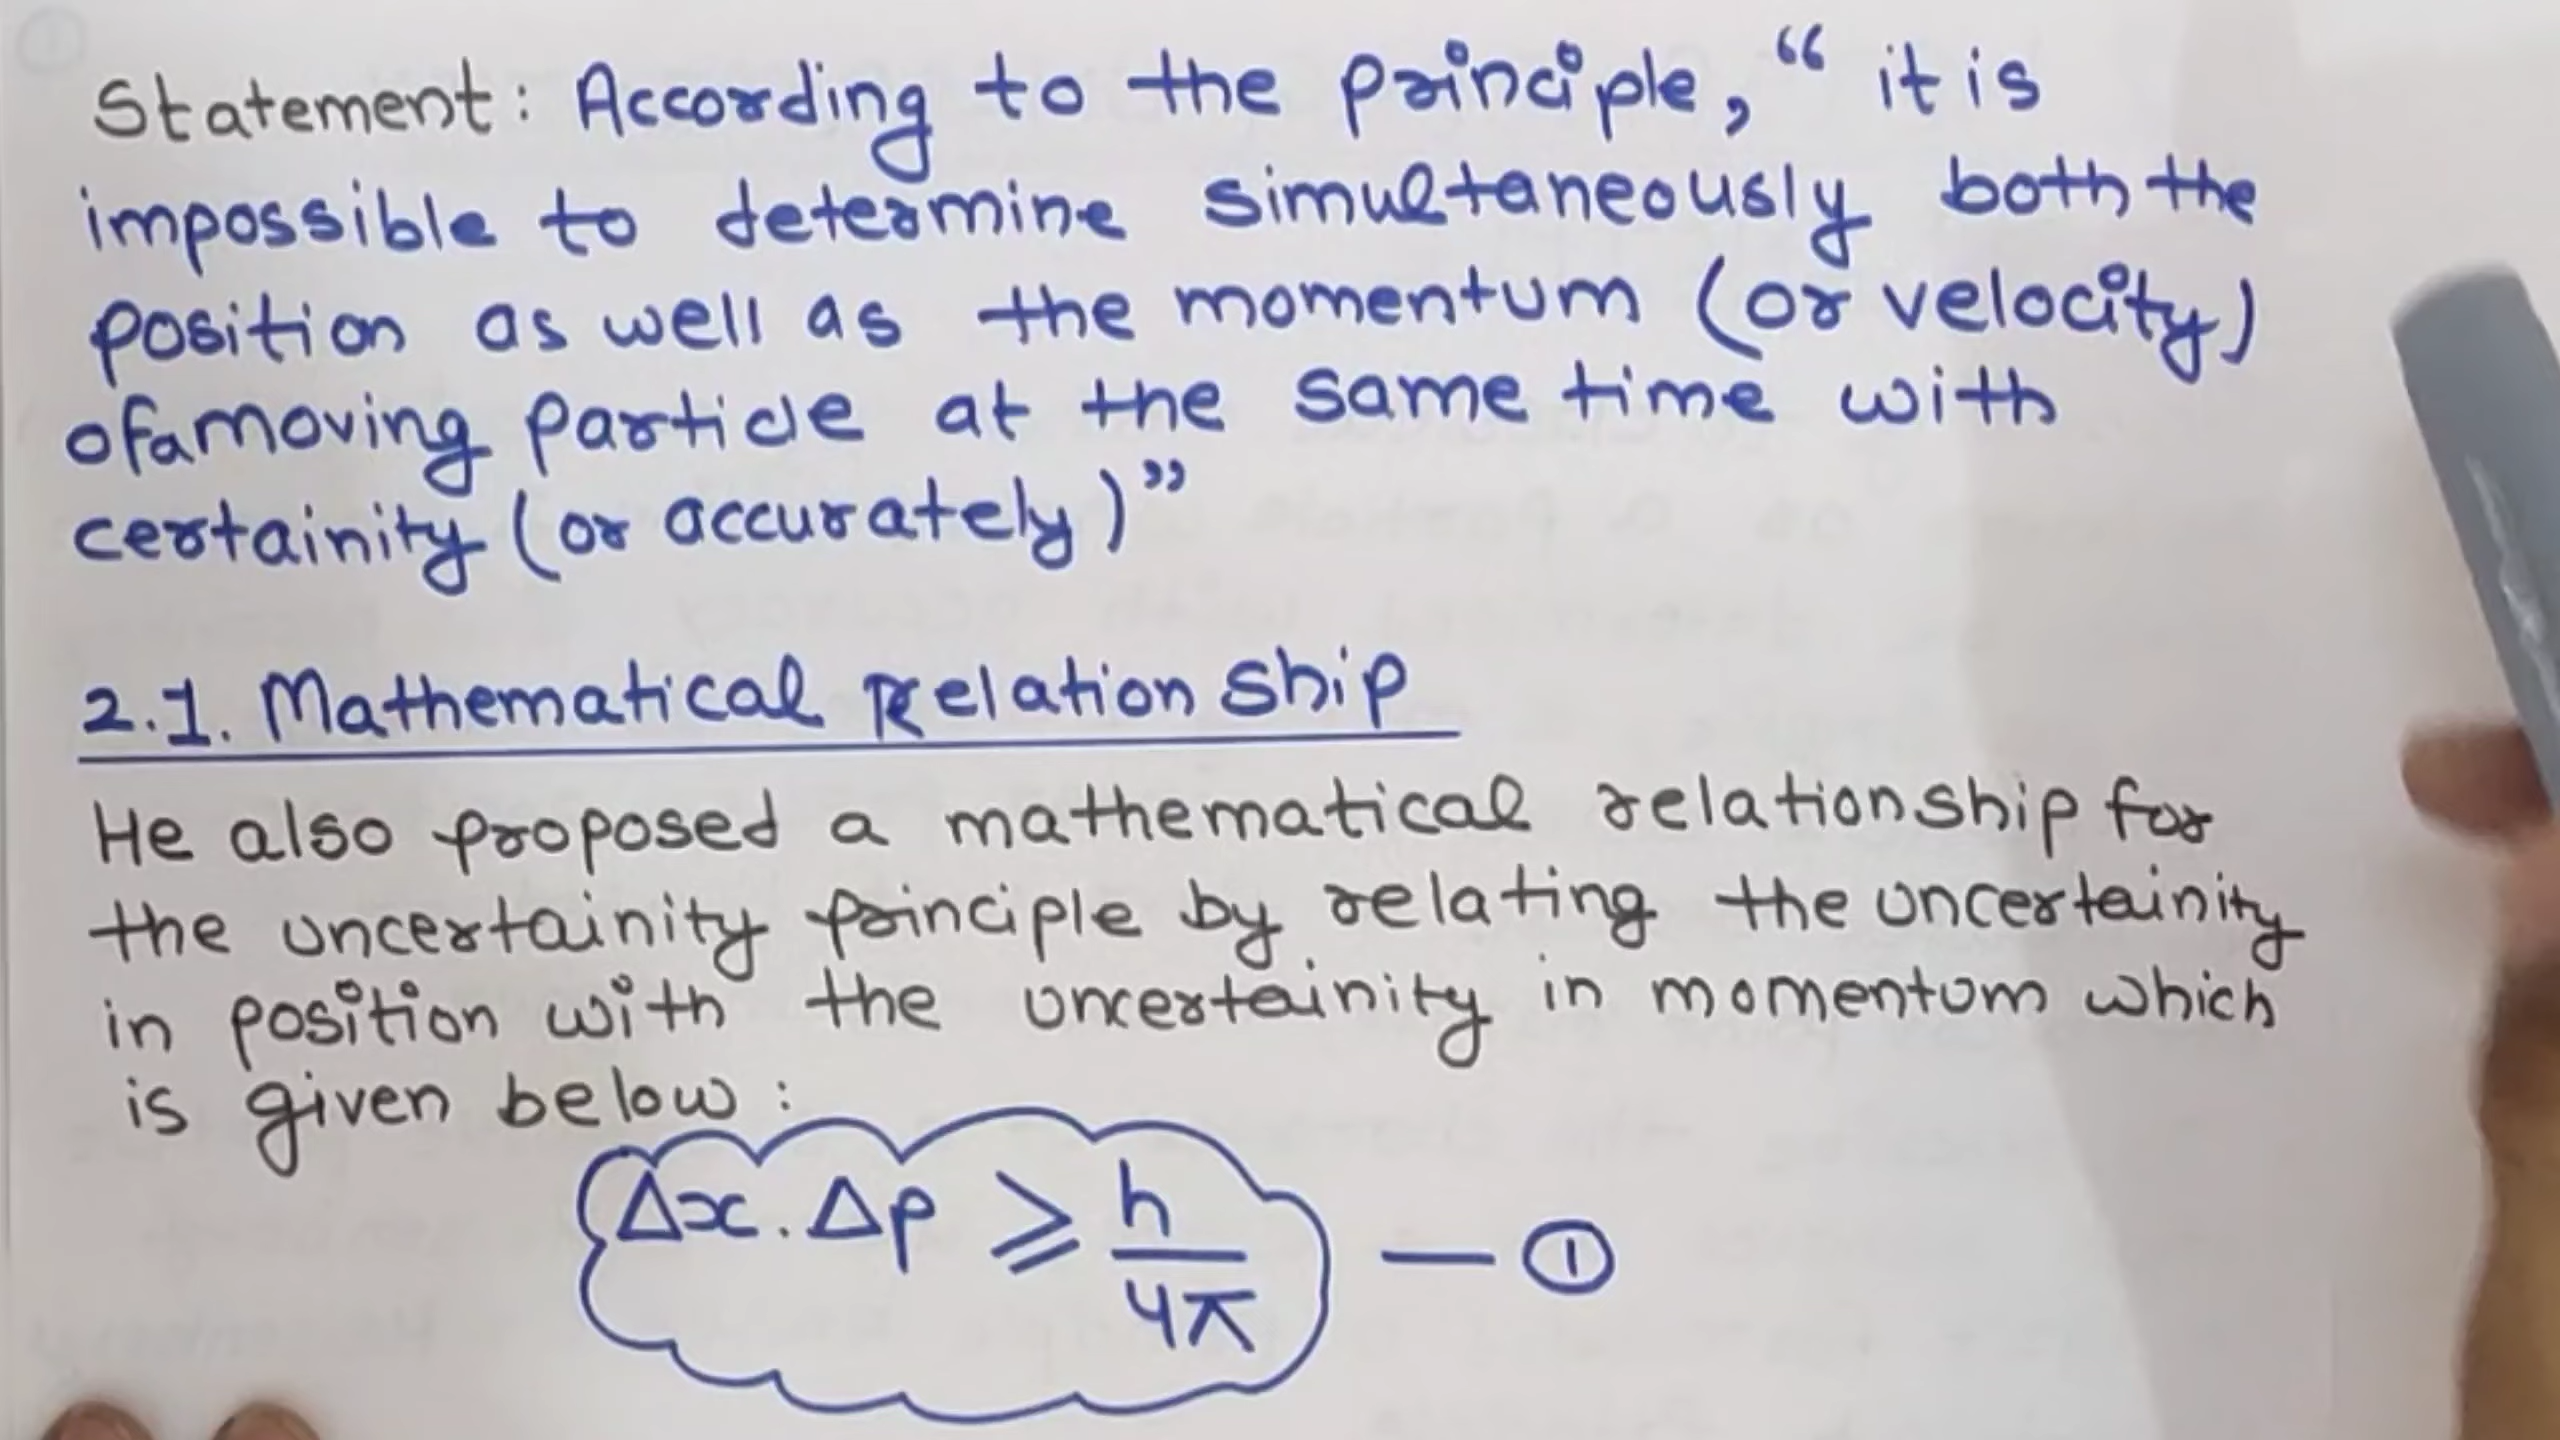 Statement: According to the principle, “ it is
impossible to determine simultaneously both the
position as well as the momentum (or velocity)
of a moving particle at the same time with
certainity (or accurately)”
2.1. Mathematical Relationship
He also proposed a mathematical relationship for
the uncertainity principle by relating the uncertainity
in position with the uncertainity in momentum which
is given below:
Δx . Δp ≥ h/4π — ①